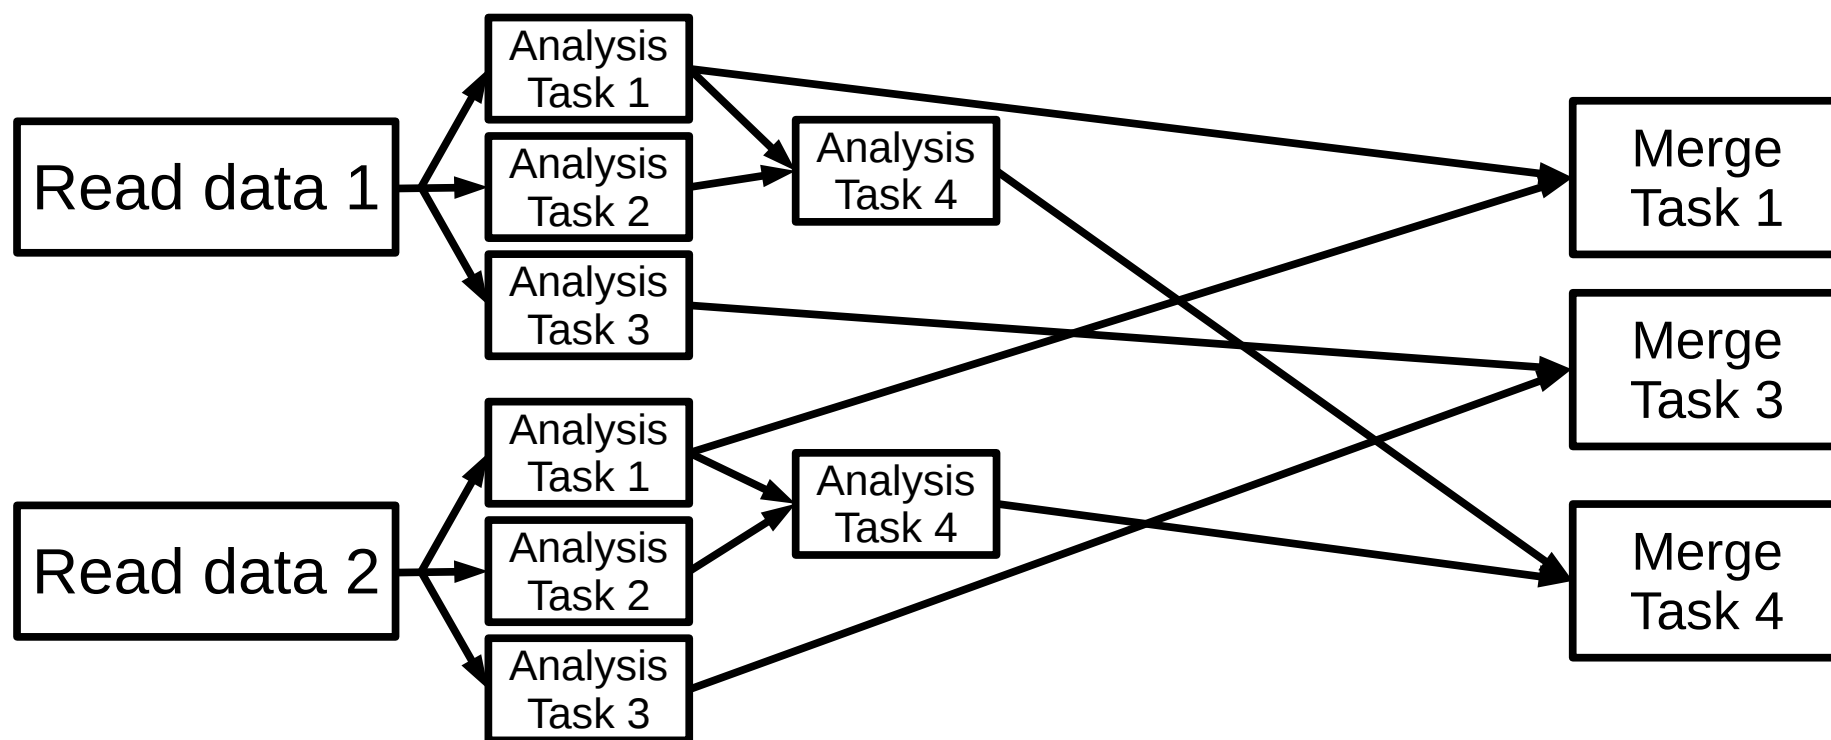 Read data 1
Analysis
Task 1
Analysis
Task 2
Analysis
Task 3
Analysis
Task 4
Read data 2
Analysis
Task 1
Analysis
Task 2
Analysis
Task 3
Analysis
Task 4
Merge
Task 1
Merge
Task 3
Merge
Task 4